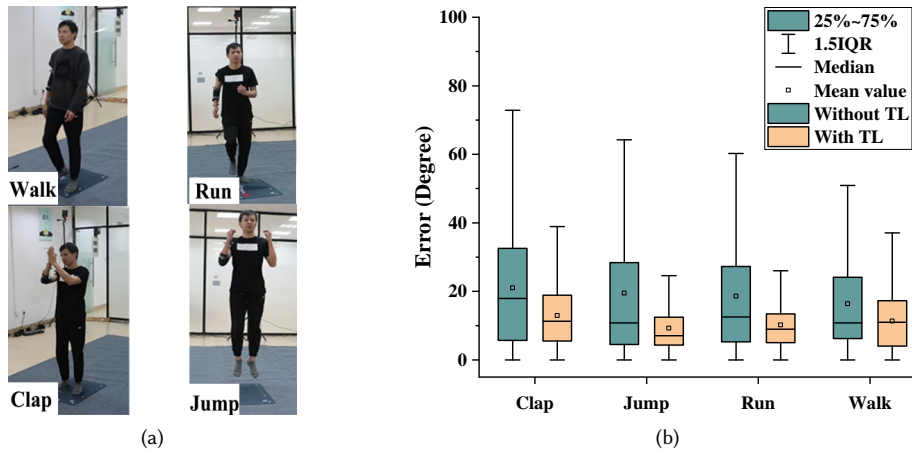 Walk
Run
Clap
Jump
(a)
100
80
60
40
20
0
Error (Degree)
25%~75%
1.5IQR
Median
Mean value
Without TL
With TL
Clap
Jump
Run
Walk
(b)